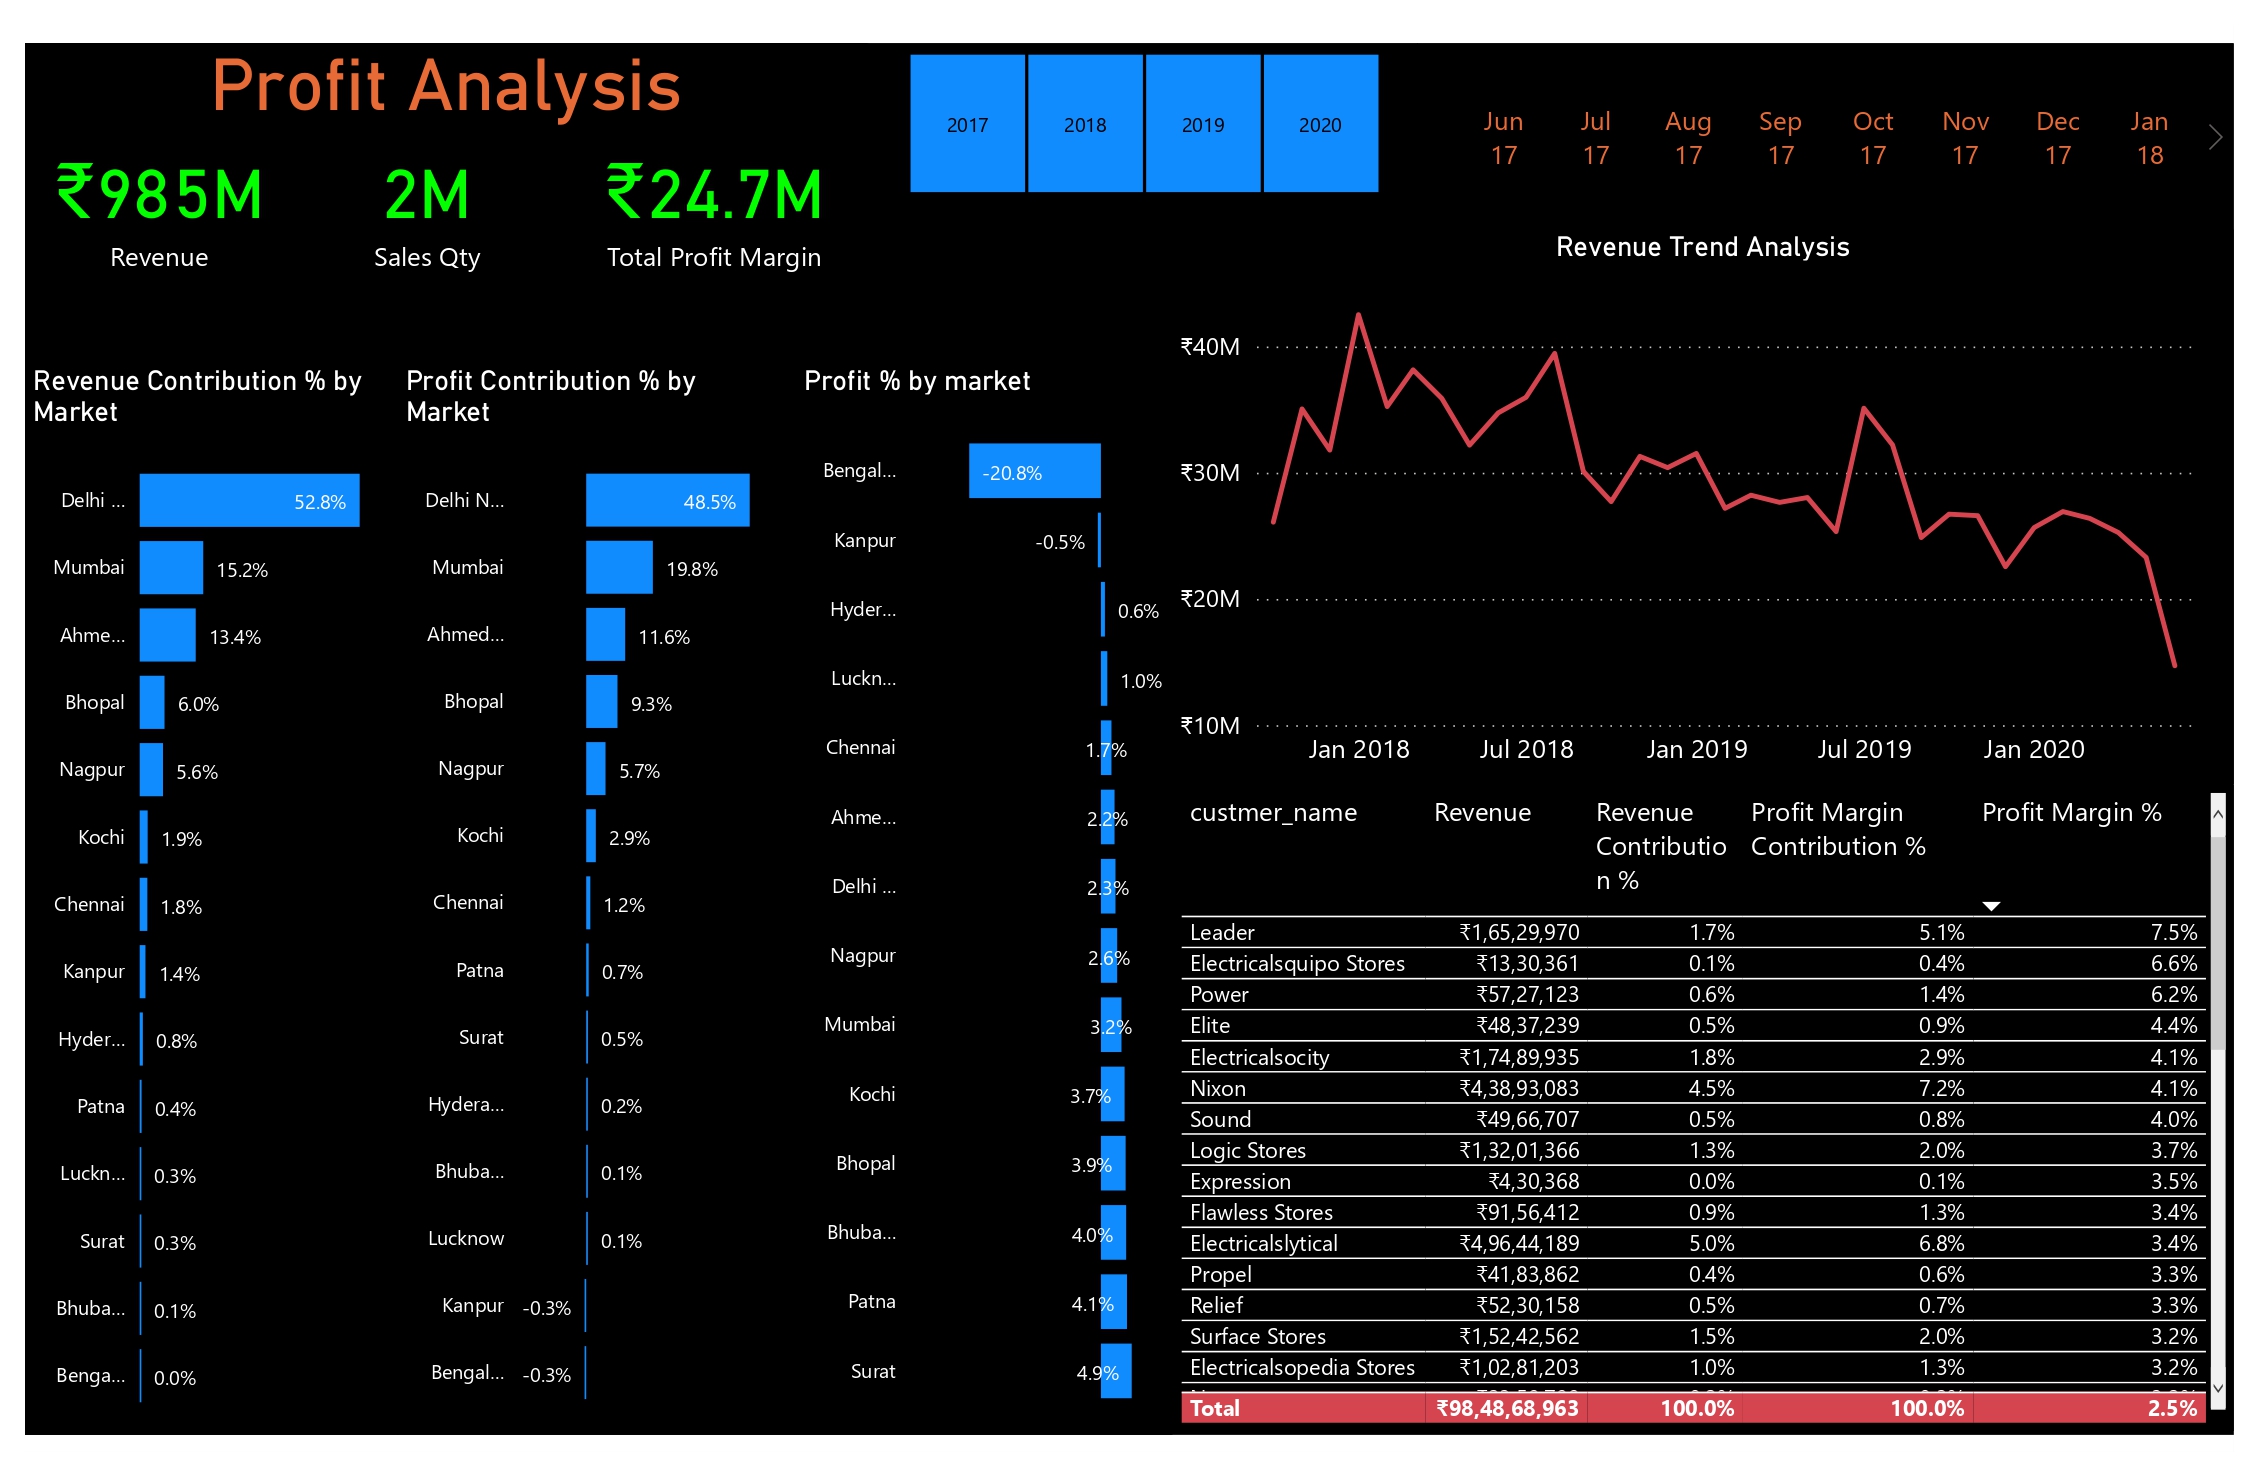 Profit Analysis
2017 2018 2019 2020
Jun Jul Aug Sep Oct Nov Dec Jan
17 17 17 17 17 17 17 18
₹985M 2M ₹24.7M
Revenue Sales Qty Total Profit Margin
Revenue Contribution % by
Market
Delhi ... 52.8%
Mumbai 15.2%
Ahme... 13.4%
Bhopal 6.0%
Nagpur 5.6%
Kochi 1.9%
Chennai 1.8%
Kanpur 1.4%
Hyder... 0.8%
Patna 0.4%
Luckn... 0.3%
Surat 0.3%
Bhuba... 0.1%
Benga... 0.0%
Profit Contribution % by
Market
Delhi N... 48.5%
Mumbai 19.8%
Ahmed... 11.6%
Bhopal 9.3%
Nagpur 5.7%
Kochi 2.9%
Chennai 1.2%
Patna 0.7%
Surat 0.5%
Hydera... 0.2%
Bhuba... 0.1%
Lucknow 0.1%
Kanpur -0.3%
Bengal... -0.3%
Profit % by market
Bengal... -20.8%
Kanpur -0.5%
Hyder... 0.6%
Luckn... 1.0%
Chennai 1.7%
Ahme... 2.2%
Delhi ... 2.3%
Nagpur 2.6%
Mumbai 3.2%
Kochi 3.7%
Bhopal 3.9%
Bhuba... 4.0%
Patna 4.1%
Surat 4.9%
Revenue Trend Analysis
₹40M
₹30M
₹20M
₹10M
Jan 2018 Jul 2018 Jan 2019 Jul 2019 Jan 2020
custmer_name Revenue Revenue Profit Margin Profit Margin %
Contributio Contribution %
n %
Leader ₹1,65,29,970 1.7% 5.1% 7.5%
Electricalsquipo Stores ₹13,30,361 0.1% 0.4% 6.6%
Power ₹57,27,123 0.6% 1.4% 6.2%
Elite ₹48,37,239 0.5% 0.9% 4.4%
Electricalsocity ₹1,74,89,935 1.8% 2.9% 4.1%
Nixon ₹4,38,93,083 4.5% 7.2% 4.1%
Sound ₹49,66,707 0.5% 0.8% 4.0%
Logic Stores ₹1,32,01,366 1.3% 2.0% 3.7%
Expression ₹4,30,368 0.0% 0.1% 3.5%
Flawless Stores ₹91,56,412 0.9% 1.3% 3.4%
Electricalslytical ₹4,96,44,189 5.0% 6.8% 3.4%
Propel ₹41,83,862 0.4% 0.6% 3.3%
Relief ₹52,30,158 0.5% 0.7% 3.3%
Surface Stores ₹1,52,42,562 1.5% 2.0% 3.2%
Electricalsopedia Stores ₹1,02,81,203 1.0% 1.3% 3.2%
Total ₹98,48,68,963 100.0% 100.0% 2.5%